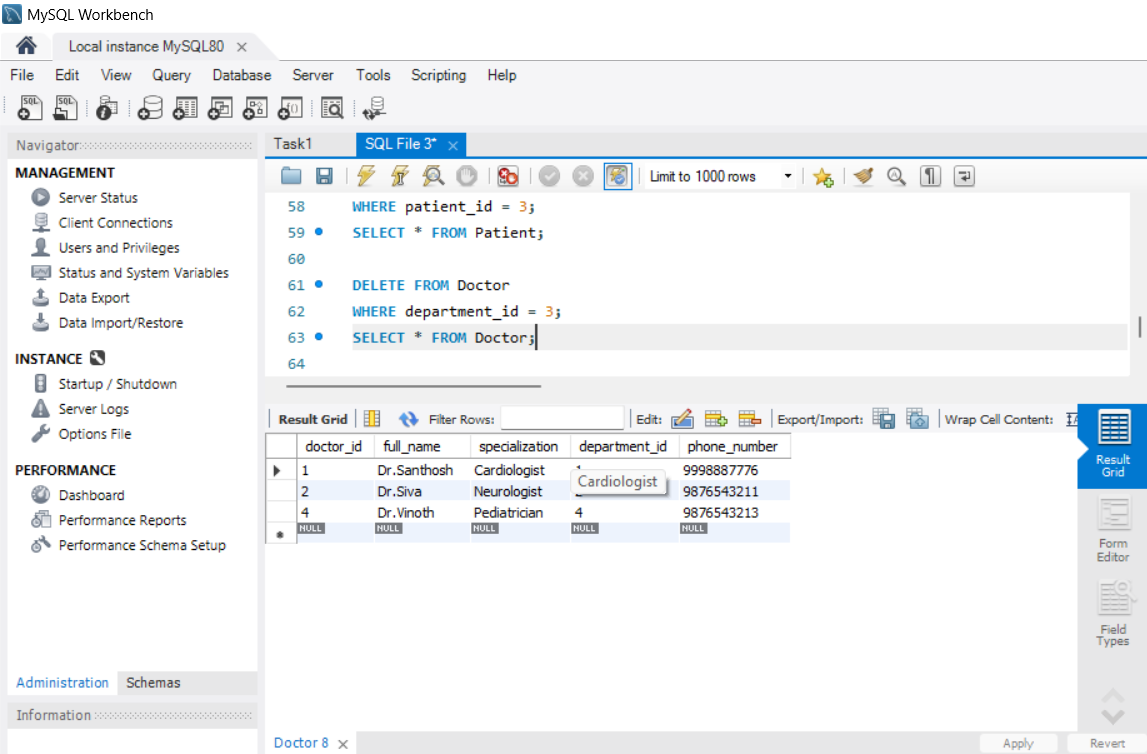 MySQL Workbench
Local instance MySQL80
File Edit View Query Database Server Tools Scripting Help
Navigator
MANAGEMENT
Server Status
Client Connections
Users and Privileges
Status and System Variables
Data Export
Data Import/Restore
INSTANCE
Startup / Shutdown
Server Logs
Options File
PERFORMANCE
Dashboard
Performance Reports
Performance Schema Setup
Administration Schemas
Information
Task1 SQL File 3*
Limit to 1000 rows
58 WHERE patient_id = 3;
59 SELECT * FROM Patient;
60
61 DELETE FROM Doctor
62 WHERE department_id = 3;
63 SELECT * FROM Doctor;
64
Result Grid Filter Rows: Edit: Export/Import: Wrap Cell Content:
doctor_id full_name specialization department_id phone_number
1 Dr.Santhosh Cardiologist 9998887776
Cardiologist
2 Dr.Siva Neurologist 9876543211
4 Dr.Vinoth Pediatrician 4 9876543213
NULL NULL NULL NULL NULL
Result
Grid
Form
Editor
Field
Types
Doctor 8
Apply Revert